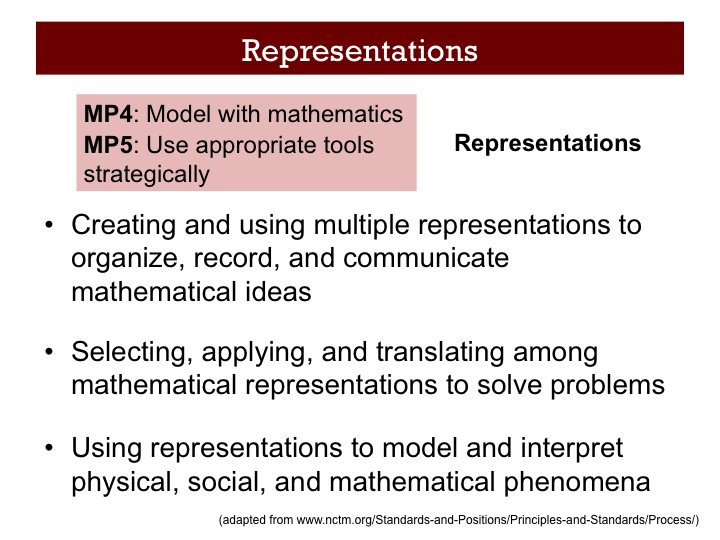 Representations
MP4: Model with mathematics
MP5: Use appropriate tools
strategically
Representations
• Creating and using multiple representations to
organize, record, and communicate
mathematical ideas
• Selecting, applying, and translating among
mathematical representations to solve problems
• Using representations to model and interpret
physical, social, and mathematical phenomena
(adapted from www.nctm.org/Standards-and-Positions/Principles-and-Standards/Process/)